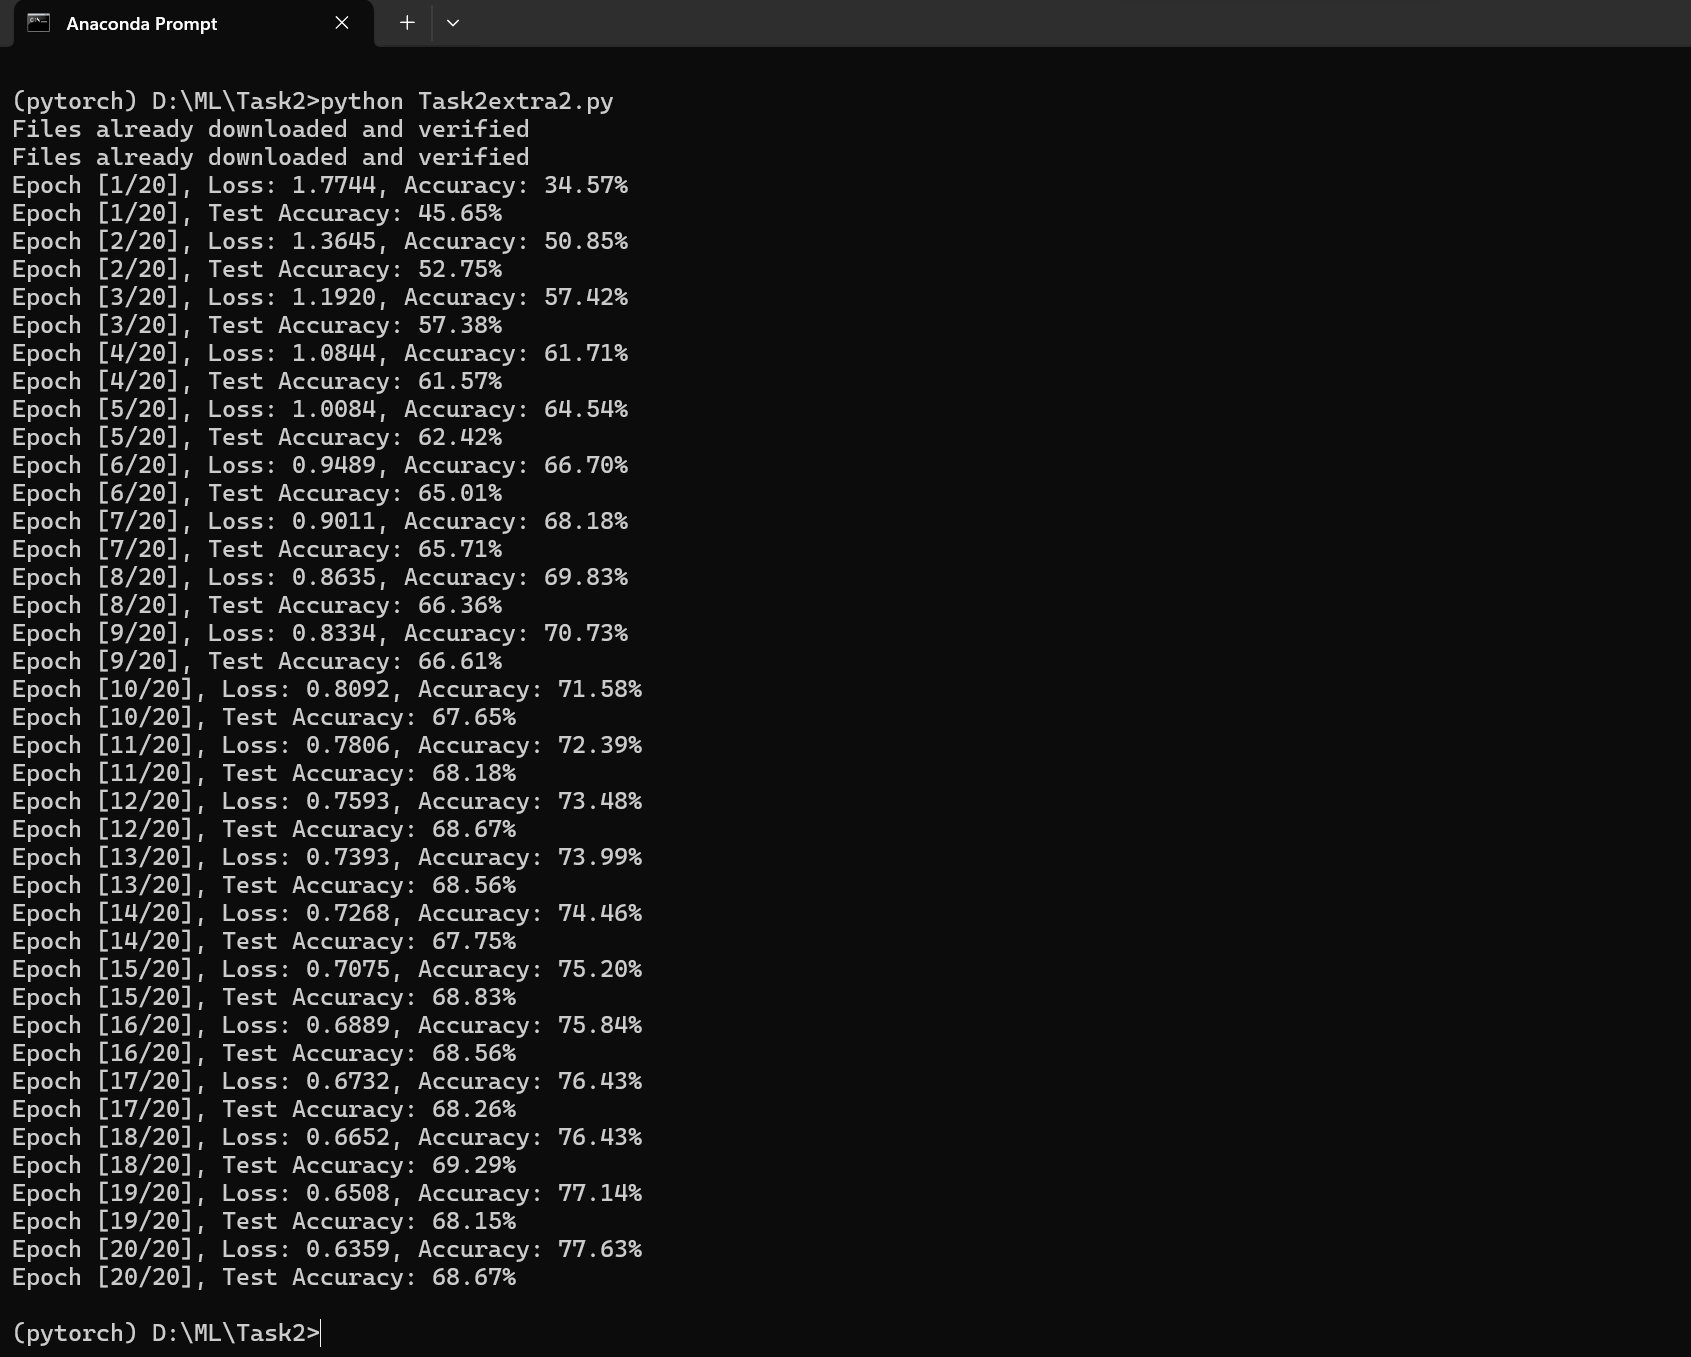 Anaconda Prompt
(pytorch) D:\ML\Task2>python Task2extra2.py
Files already downloaded and verified
Files already downloaded and verified
Epoch [1/20], Loss: 1.7744, Accuracy: 34.57%
Epoch [1/20], Test Accuracy: 45.65%
Epoch [2/20], Loss: 1.3645, Accuracy: 50.85%
Epoch [2/20], Test Accuracy: 52.75%
Epoch [3/20], Loss: 1.1920, Accuracy: 57.42%
Epoch [3/20], Test Accuracy: 57.38%
Epoch [4/20], Loss: 1.0844, Accuracy: 61.71%
Epoch [4/20], Test Accuracy: 61.57%
Epoch [5/20], Loss: 1.0084, Accuracy: 64.54%
Epoch [5/20], Test Accuracy: 62.42%
Epoch [6/20], Loss: 0.9489, Accuracy: 66.70%
Epoch [6/20], Test Accuracy: 65.01%
Epoch [7/20], Loss: 0.9011, Accuracy: 68.18%
Epoch [7/20], Test Accuracy: 65.71%
Epoch [8/20], Loss: 0.8635, Accuracy: 69.83%
Epoch [8/20], Test Accuracy: 66.36%
Epoch [9/20], Loss: 0.8334, Accuracy: 70.73%
Epoch [9/20], Test Accuracy: 66.61%
Epoch [10/20], Loss: 0.8092, Accuracy: 71.58%
Epoch [10/20], Test Accuracy: 67.65%
Epoch [11/20], Loss: 0.7806, Accuracy: 72.39%
Epoch [11/20], Test Accuracy: 68.18%
Epoch [12/20], Loss: 0.7593, Accuracy: 73.48%
Epoch [12/20], Test Accuracy: 68.67%
Epoch [13/20], Loss: 0.7393, Accuracy: 73.99%
Epoch [13/20], Test Accuracy: 68.56%
Epoch [14/20], Loss: 0.7268, Accuracy: 74.46%
Epoch [14/20], Test Accuracy: 67.75%
Epoch [15/20], Loss: 0.7075, Accuracy: 75.20%
Epoch [15/20], Test Accuracy: 68.83%
Epoch [16/20], Loss: 0.6889, Accuracy: 75.84%
Epoch [16/20], Test Accuracy: 68.56%
Epoch [17/20], Loss: 0.6732, Accuracy: 76.43%
Epoch [17/20], Test Accuracy: 68.26%
Epoch [18/20], Loss: 0.6652, Accuracy: 76.43%
Epoch [18/20], Test Accuracy: 69.29%
Epoch [19/20], Loss: 0.6508, Accuracy: 77.14%
Epoch [19/20], Test Accuracy: 68.15%
Epoch [20/20], Loss: 0.6359, Accuracy: 77.63%
Epoch [20/20], Test Accuracy: 68.67%
(pytorch) D:\ML\Task2>